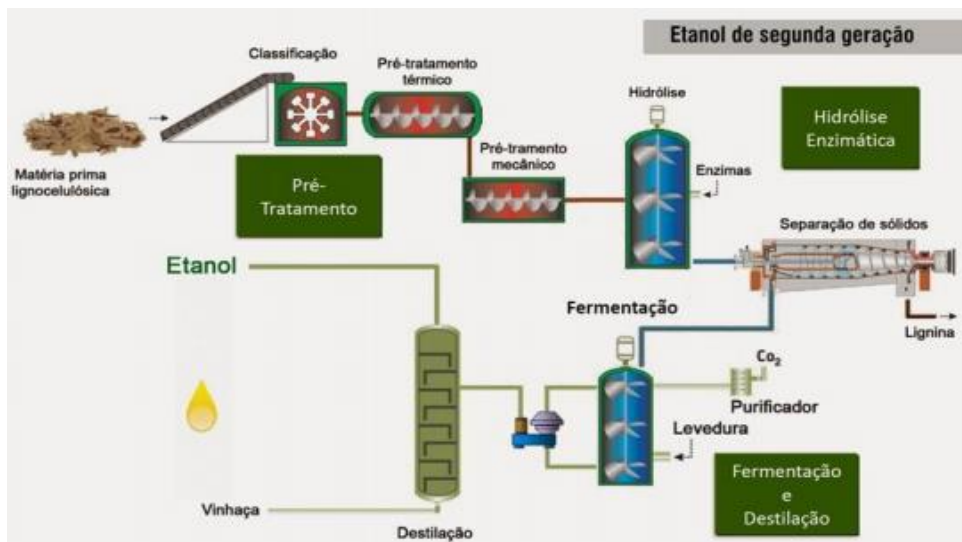 Etanol de segunda geração
Classificação
Pré-tratamento
térmico
Hidrólise
Hidrólise
Enzimática
Matéria prima
lignocelulósica
Pré-
Tratamento
Pré-tramento
mecânico
Enzimas
Separação de sólidos
Etanol
Fermentação
Lignina
Co₂
Purificador
Levedura
Fermentação
e
Destilação
Vinhaça
Destilação